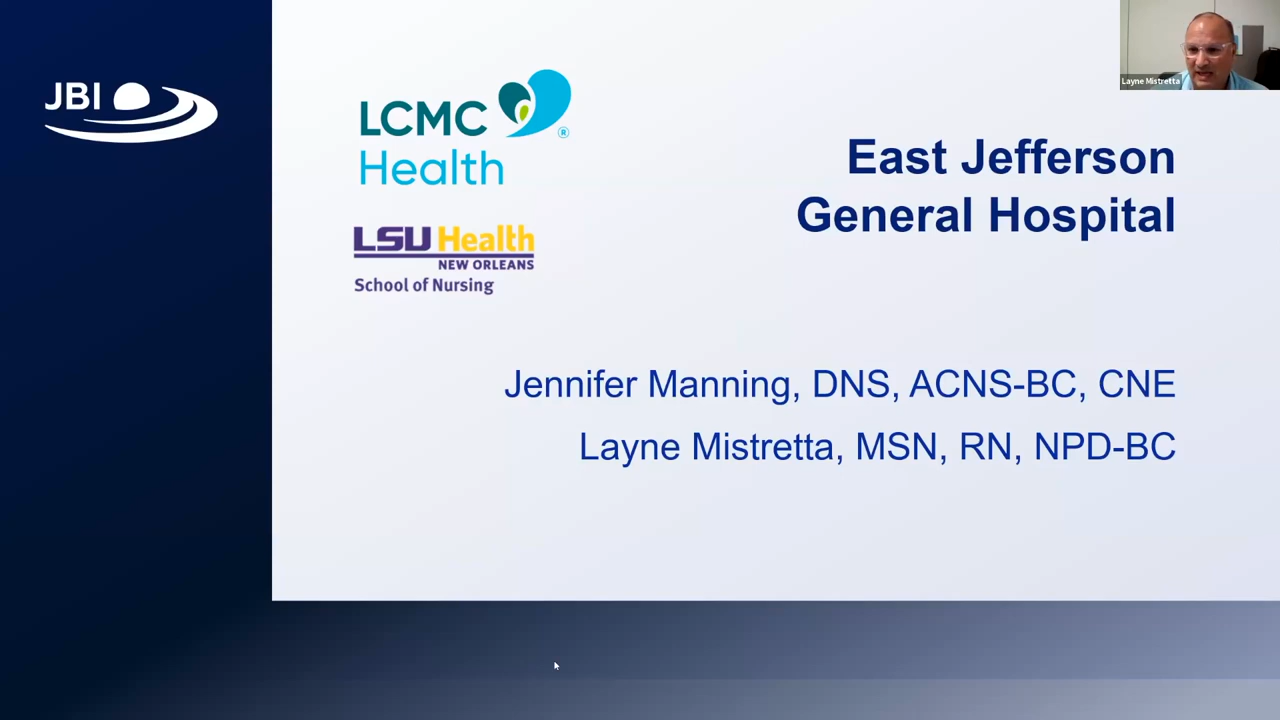 JBI
LCMC
Health
®
LSU Health
NEW ORLEANS
School of Nursing
Layne Mistretta
East Jefferson
General Hospital
Jennifer Manning, DNS, ACNS-BC, CNE
Layne Mistretta, MSN, RN, NPD-BC